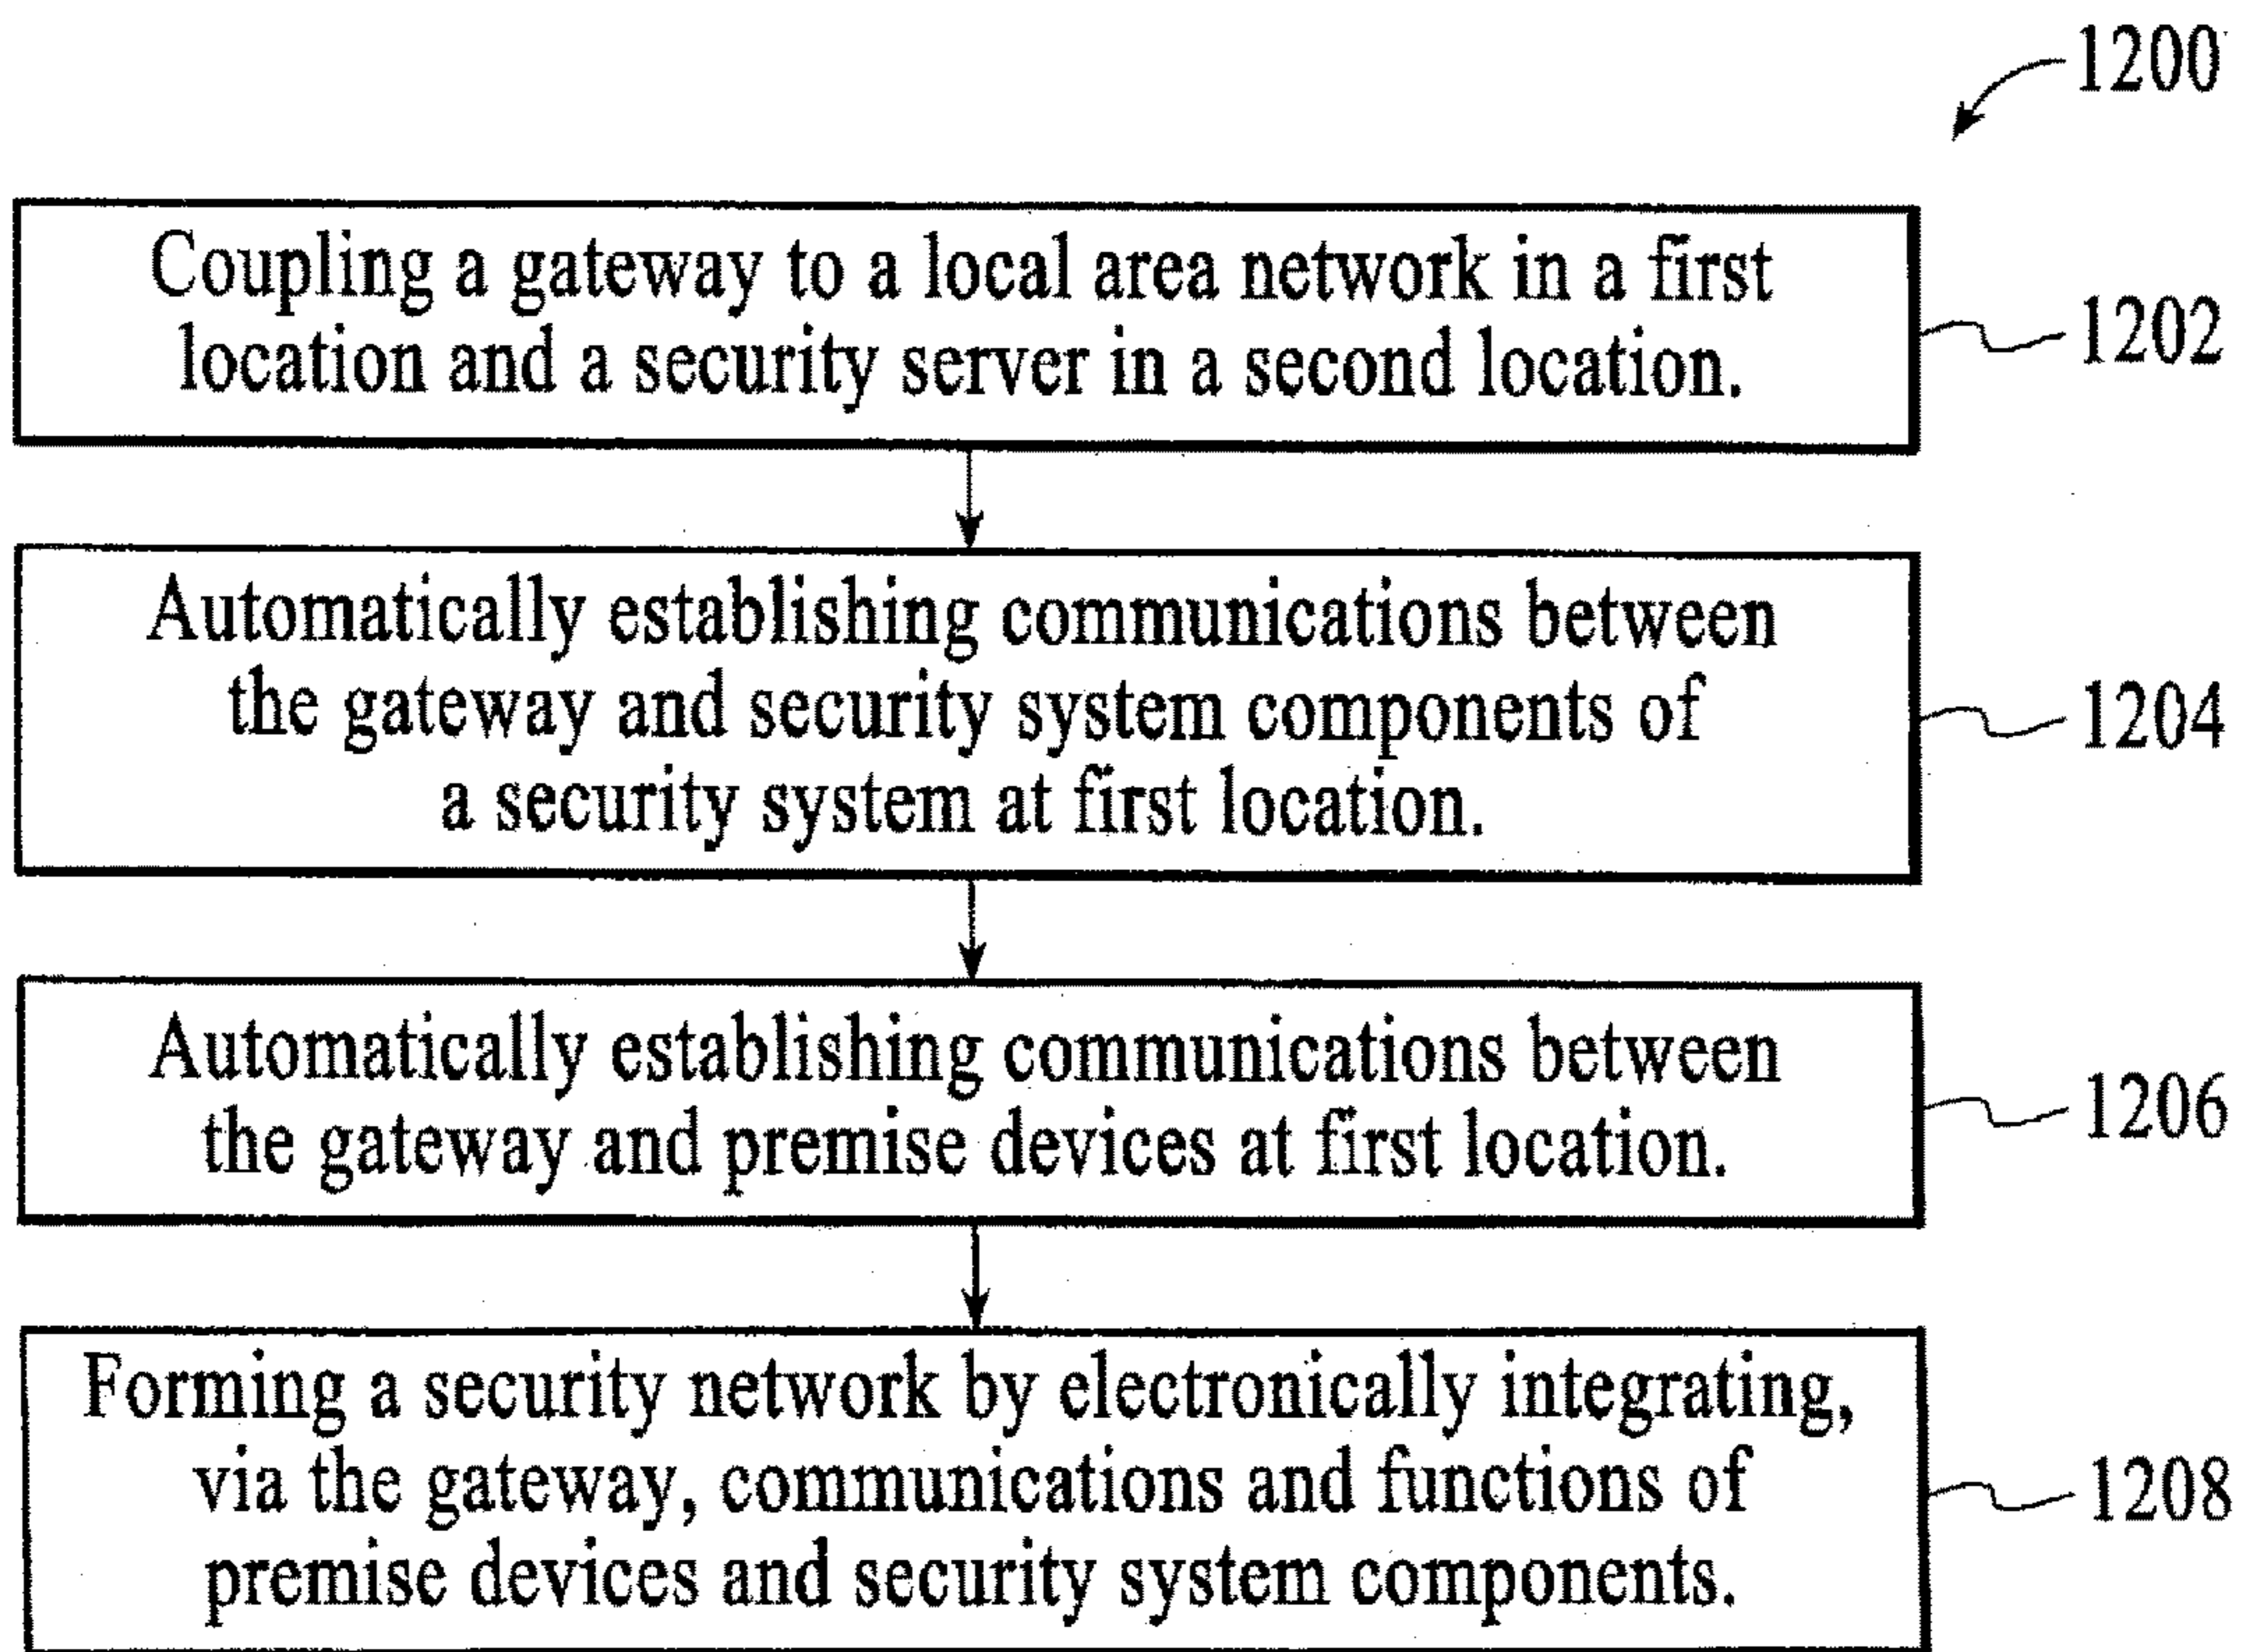 1200
Coupling a gateway to a local area network in a first
location and a security server in a second location.
1202
Automatically establishing communications between
the gateway and security system components of
a security system at first location.
1204
Automatically establishing communications between
the gateway and premise devices at first location.
1206
Forming a security network by electronically integrating,
via the gateway, communications and functions of
premise devices and security system components.
1208